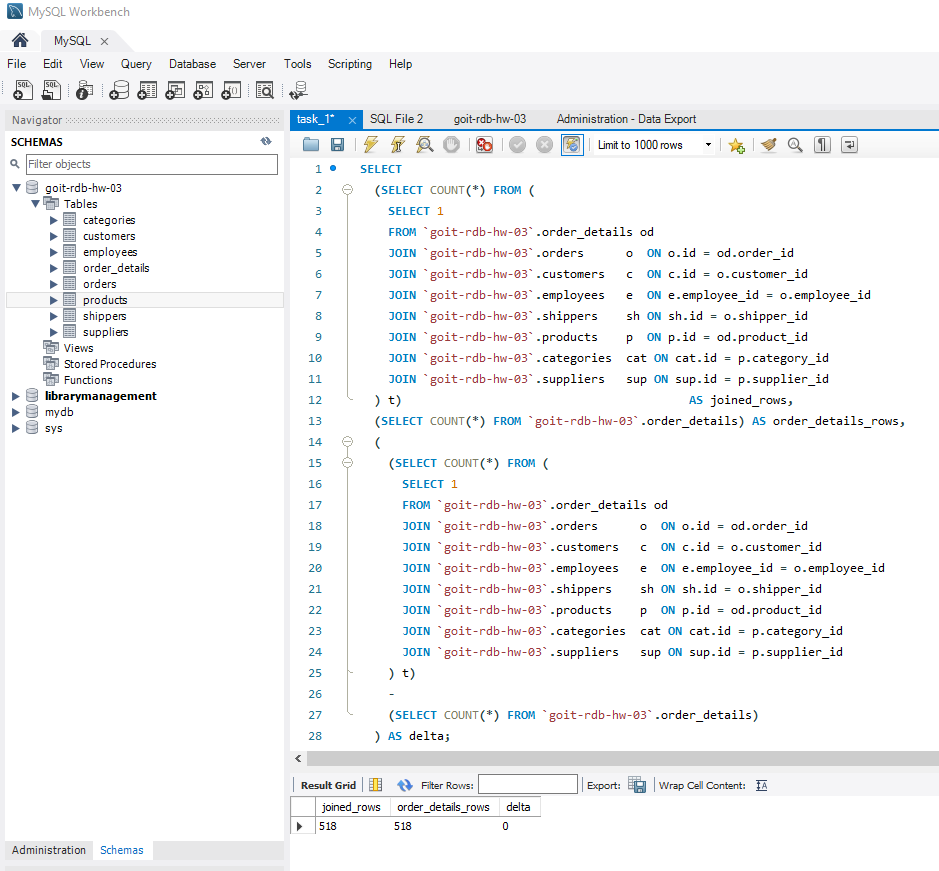 MySQL Workbench
MySQL
File Edit View Query Database Server Tools Scripting Help
Navigator
SCHEMAS
Filter objects
goit-rdb-hw-03
Tables
categories
customers
employees
order_details
orders
products
shippers
suppliers
Views
Stored Procedures
Functions
librarymanagement
mydb
sys
Administration Schemas
task_1* SQL File 2 goit-rdb-hw-03 Administration - Data Export
Limit to 1000 rows
1 SELECT
2 (SELECT COUNT(*) FROM (
3 SELECT 1
4 FROM `goit-rdb-hw-03`.order_details od
5 JOIN `goit-rdb-hw-03`.orders o ON o.id = od.order_id
6 JOIN `goit-rdb-hw-03`.customers c ON c.id = o.customer_id
7 JOIN `goit-rdb-hw-03`.employees e ON e.employee_id = o.employee_id
8 JOIN `goit-rdb-hw-03`.shippers sh ON sh.id = o.shipper_id
9 JOIN `goit-rdb-hw-03`.products p ON p.id = od.product_id
10 JOIN `goit-rdb-hw-03`.categories cat ON cat.id = p.category_id
11 JOIN `goit-rdb-hw-03`.suppliers sup ON sup.id = p.supplier_id
12 ) t) AS joined_rows,
13 (SELECT COUNT(*) FROM `goit-rdb-hw-03`.order_details) AS order_details_rows,
14 (
15 (SELECT COUNT(*) FROM (
16 SELECT 1
17 FROM `goit-rdb-hw-03`.order_details od
18 JOIN `goit-rdb-hw-03`.orders o ON o.id = od.order_id
19 JOIN `goit-rdb-hw-03`.customers c ON c.id = o.customer_id
20 JOIN `goit-rdb-hw-03`.employees e ON e.employee_id = o.employee_id
21 JOIN `goit-rdb-hw-03`.shippers sh ON sh.id = o.shipper_id
22 JOIN `goit-rdb-hw-03`.products p ON p.id = od.product_id
23 JOIN `goit-rdb-hw-03`.categories cat ON cat.id = p.category_id
24 JOIN `goit-rdb-hw-03`.suppliers sup ON sup.id = p.supplier_id
25 ) t)
26 -
27 (SELECT COUNT(*) FROM `goit-rdb-hw-03`.order_details)
28 ) AS delta;
Result Grid Filter Rows: Export: Wrap Cell Content:
joined_rows order_details_rows delta
518 518 0